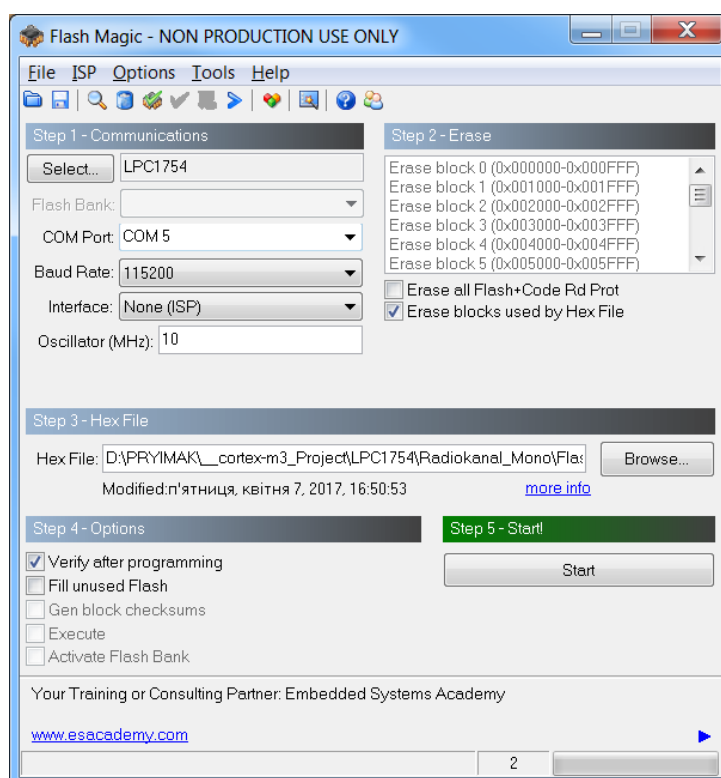 Flash Magic - NON PRODUCTION USE ONLY
File ISP Options Tools Help
Step 1 - Communications
Select... LPC1754
Flash Bank:
COM Port: COM 5
Baud Rate: 115200
Interface: None (ISP)
Oscillator (MHz): 10
Step 2 - Erase
Erase block 0 (0x000000-0x000FFF)
Erase block 1 (0x001000-0x001FFF)
Erase block 2 (0x002000-0x002FFF)
Erase block 3 (0x003000-0x003FFF)
Erase block 4 (0x004000-0x004FFF)
Erase block 5 (0x005000-0x005FFF)
Erase all Flash+Code Rd Prot
Erase blocks used by Hex File
Step 3 - Hex File
Hex File: D:\PRYIMAK\__cortex-m3_Project\LPC1754\Radiokanal_Mono\Flas Browse...
Modified:п'ятниця, квітня 7, 2017, 16:50:53 more info
Step 4 - Options
Verify after programming
Fill unused Flash
Gen block checksums
Execute
Activate Flash Bank
Step 5 - Start!
Start
Your Training or Consulting Partner: Embedded Systems Academy
www.esacademy.com
2